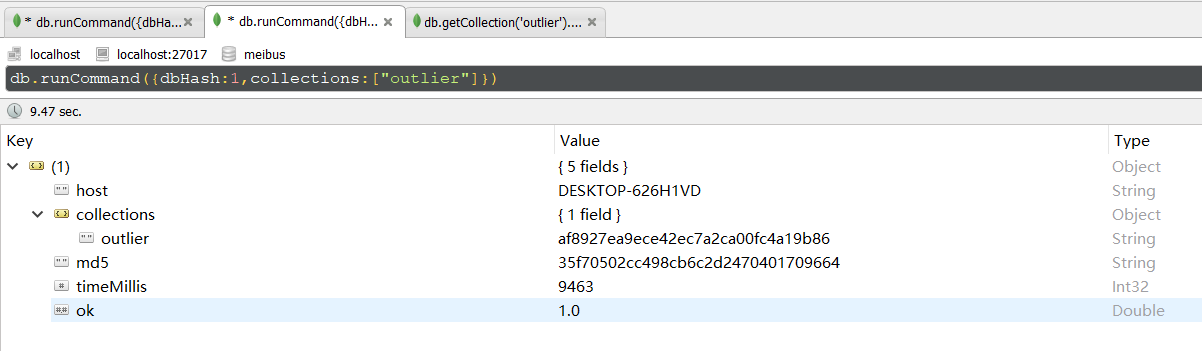 * db.runCommand({dbHa... * db.runCommand({dbH... db.getCollection('outlier')....
localhost localhost:27017 meibus
db.runCommand({dbHash:1,collections:["outlier"]})
9.47 sec.
Key Value Type
(1) { 5 fields } Object
host DESKTOP-626H1VD String
collections { 1 field } Object
outlier af8927ea9ece42ec7a2ca00fc4a19b86 String
md5 35f70502cc498cb6c2d2470401709664 String
timeMillis 9463 Int32
ok 1.0 Double